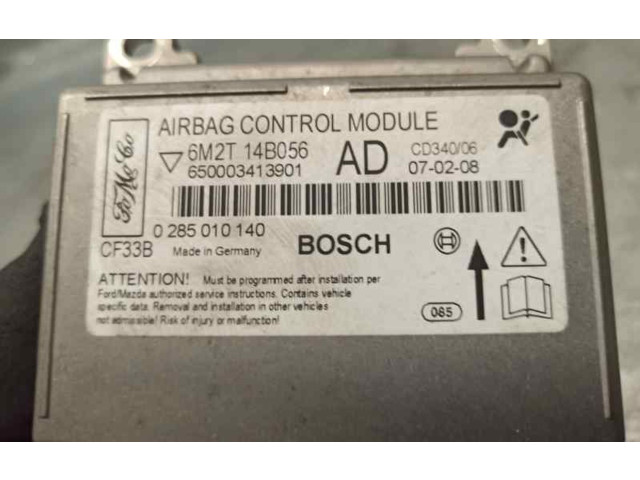 FoMoCo
AIRBAG CONTROL MODULE
6M2T 14B056 AD CD340/06
650003413901 07-02-08
0 285 010 140
CF33B Made in Germany BOSCH
ATTENTION! Must be programmed after installation per
Ford/Mazda authorized service instructions. Contains vehicle
specific data. Removal and installation in other vehicles
not admissible! Risk of injury or malfunction!
085